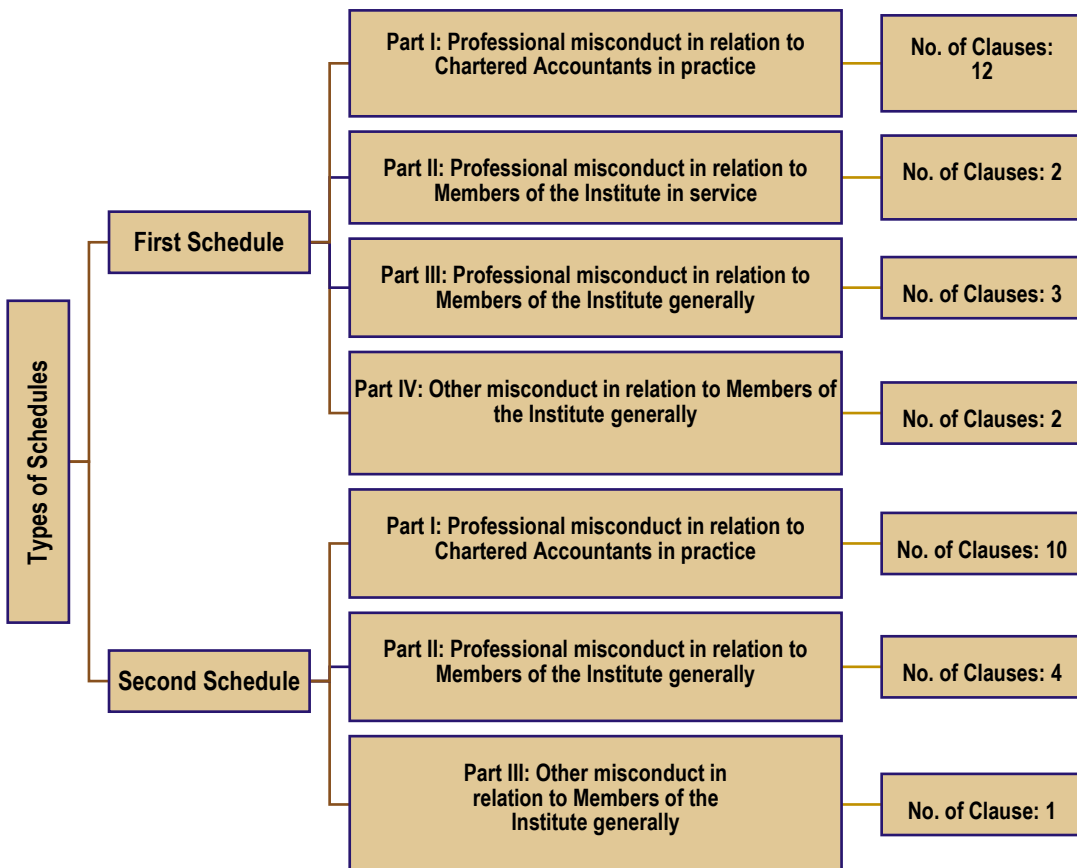 Types of Schedules
First Schedule
Part I: Professional misconduct in relation to
Chartered Accountants in practice
No. of Clauses:
12
Part II: Professional misconduct in relation to
Members of the Institute in service
No. of Clauses: 2
Part III: Professional misconduct in relation to
Members of the Institute generally
No. of Clauses: 3
Part IV: Other misconduct in relation to Members of
the Institute generally
No. of Clauses: 2
Second Schedule
Part I: Professional misconduct in relation to
Chartered Accountants in practice
No. of Clauses: 10
Part II: Professional misconduct in relation to
Members of the Institute generally
No. of Clauses: 4
Part III: Other misconduct in
relation to Members of the
Institute generally
No. of Clause: 1